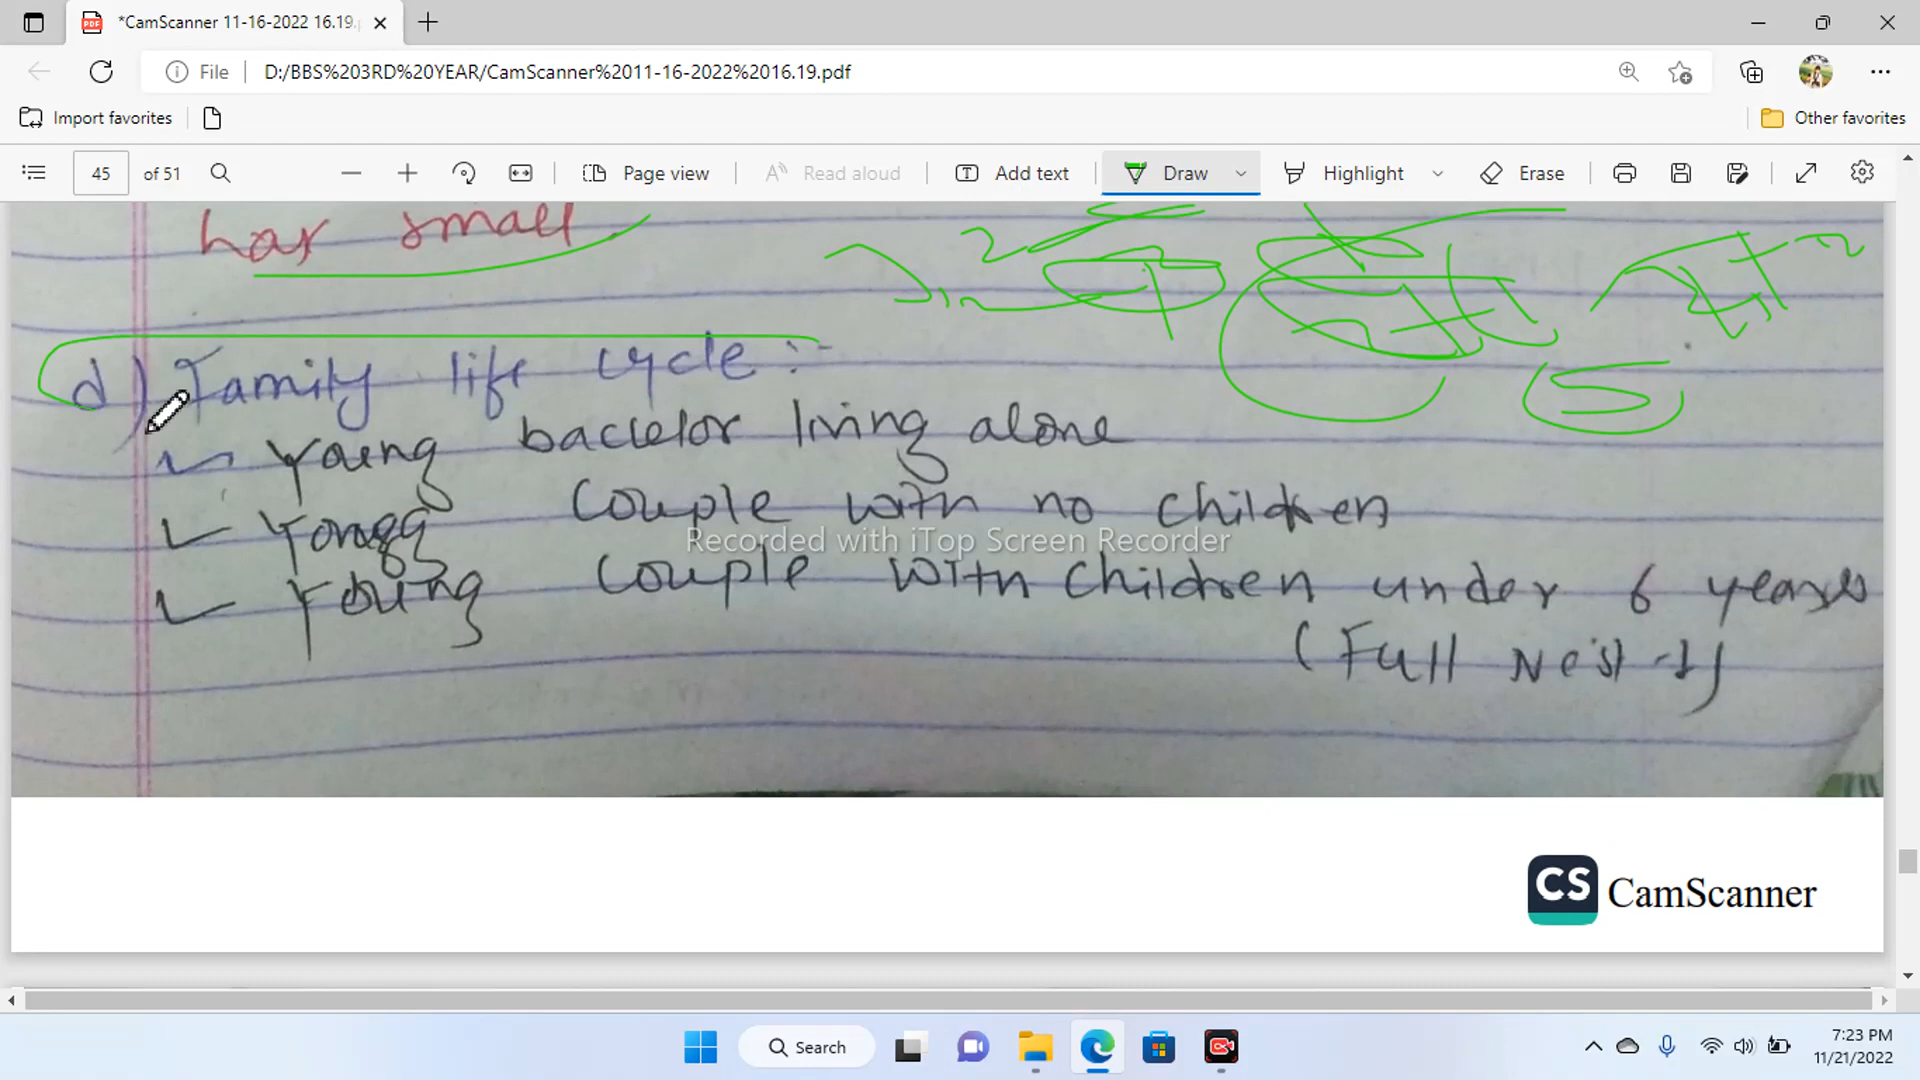 *CamScanner 11-16-2022 16.19.p
File D:/BBS%203RD%20YEAR/CamScanner%2011-16-2022%2016.19.pdf
Import favorites Other favorites
45 of 51 Page view Read aloud Add text Draw Highlight Erase
has small
d) Family life cycle :-
Young bachelor living alone
Young couple with no children
Young couple with children under 6 years
(Full Nest -1)
Recorded with iTop Screen Recorder
CS CamScanner
Search
7:23 PM
11/21/2022